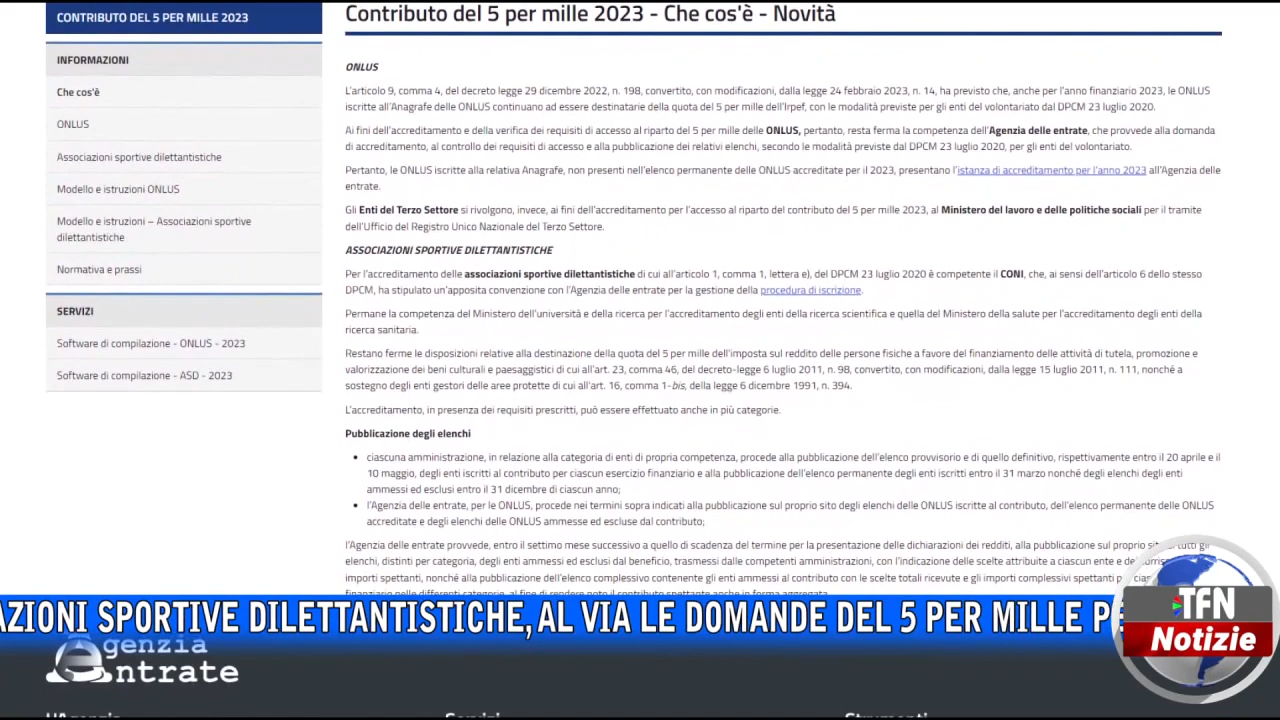 CONTRIBUTO DEL 5 PER MILLE 2023
INFORMAZIONI
Che cos'è
ONLUS
Associazioni sportive dilettantistiche
Modello e istruzioni ONLUS
Modello e istruzioni – Associazioni sportive
dilettantistiche
Normativa e prassi
SERVIZI
Software di compilazione - ONLUS - 2023
Software di compilazione - ASD - 2023
Contributo del 5 per mille 2023 - Che cos'è - Novità
ONLUS
L'articolo 9, comma 4, del decreto legge 29 dicembre 2022, n. 198, convertito, con modificazioni, dalla legge 24 febbraio 2023, n. 14, ha previsto che, anche per l'anno finanziario 2023, le ONLUS
iscritte all'Anagrafe delle ONLUS continuano ad essere destinatarie della quota del 5 per mille dell'Irpef, con le modalità previste per gli enti del volontariato dal DPCM 23 luglio 2020.
Ai fini dell'accreditamento e della verifica dei requisiti di accesso al riparto del 5 per mille delle ONLUS, pertanto, resta ferma la competenza dell'Agenzia delle entrate, che provvede alla domanda
di accreditamento, al controllo dei requisiti di accesso e alla pubblicazione dei relativi elenchi, secondo le modalità previste dal DPCM 23 luglio 2020, per gli enti del volontariato.
Pertanto, le ONLUS iscritte alla relativa Anagrafe, non presenti nell'elenco permanente delle ONLUS accreditate per il 2023, presentano l'istanza di accreditamento per l'anno 2023 all'Agenzia delle
entrate.
Gli Enti del Terzo Settore si rivolgono, invece, ai fini dell'accreditamento per l'accesso al riparto del contributo del 5 per mille 2023, al Ministero del lavoro e delle politiche sociali per il tramite
dell'Ufficio del Registro Unico Nazionale del Terzo Settore.
ASSOCIAZIONI SPORTIVE DILETTANTISTICHE
Per l'accreditamento delle associazioni sportive dilettantistiche di cui all'articolo 1, comma 1, lettera e), del DPCM 23 luglio 2020 è competente il CONI, che, ai sensi dell'articolo 6 dello stesso
DPCM, ha stipulato un'apposita convenzione con l'Agenzia delle entrate per la gestione della procedura di iscrizione.
Permane la competenza del Ministero dell'università e della ricerca per l'accreditamento degli enti della ricerca scientifica e quella del Ministero della salute per l'accreditamento degli enti della
ricerca sanitaria.
Restano ferme le disposizioni relative alla destinazione della quota del 5 per mille dell'imposta sul reddito delle persone fisiche a favore del finanziamento delle attività di tutela, promozione e
valorizzazione dei beni culturali e paesaggistici di cui all'art. 23, comma 46, del decreto-legge 6 luglio 2011, n. 98, convertito, con modificazioni, dalla legge 15 luglio 2011, n. 111, nonché a
sostegno degli enti gestori delle aree protette di cui all'art. 16, comma 1-bis, della legge 6 dicembre 1991, n. 394.
L'accreditamento, in presenza dei requisiti prescritti, può essere effettuato anche in più categorie.
Pubblicazione degli elenchi
• ciascuna amministrazione, in relazione alla categoria di enti di propria competenza, procede alla pubblicazione dell'elenco provvisorio e di quello definitivo, rispettivamente entro il 20 aprile e il
10 maggio, degli enti iscritti al contributo per ciascun esercizio finanziario e alla pubblicazione dell'elenco permanente degli enti iscritti entro il 31 marzo nonché degli elenchi degli enti
ammessi ed esclusi entro il 31 dicembre di ciascun anno;
• l'Agenzia delle entrate, per le ONLUS, procede nei termini sopra indicati alla pubblicazione sul proprio sito degli elenchi delle ONLUS iscritte al contributo, dell'elenco permanente delle ONLUS
accreditate e degli elenchi delle ONLUS ammesse ed escluse dal contributo;
l'Agenzia delle entrate provvede, entro il settimo mese successivo a quello di scadenza del termine per la presentazione delle dichiarazioni dei redditi, alla pubblicazione sul proprio sito di tutti gli
elenchi, distinti per categoria, degli enti ammessi ed esclusi dal beneficio, trasmessi dalle competenti amministrazioni, con l'indicazione delle scelte attribuite a ciascun ente e dei
importi spettanti, nonché alla pubblicazione dell'elenco complessivo contenente gli enti ammessi al contributo con le scelte totali ricevute e gli importi complessivi spettanti
finanziario nelle differenti categorie, al fine di rendere noto il contributo spettante anche in forma aggregata.
AZIONI SPORTIVE DILETTANTISTICHE, AL VIA LE DOMANDE DEL 5 PER MILLE
TFN
Notizie
genzia
ntrate
L'Agenzia
Servizi
Strumenti